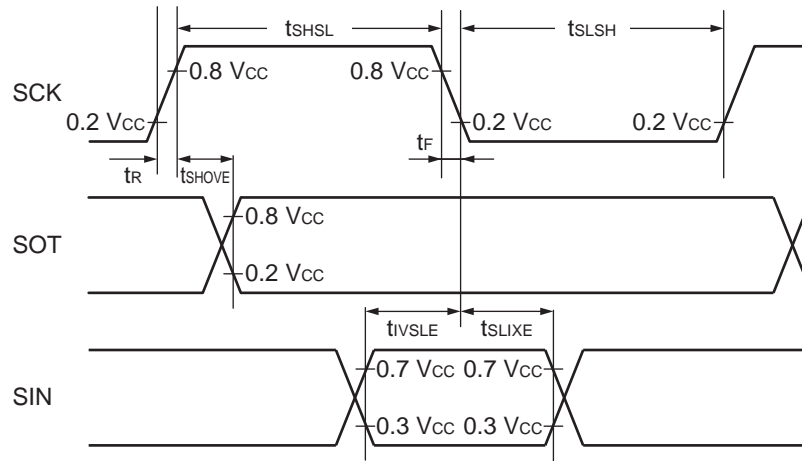 tSHSL tSLSH
SCK
0.8 VCC 0.8 VCC
0.2 VCC 0.2 VCC 0.2 VCC
tF
tR tSHOVE
SOT
0.8 VCC
0.2 VCC
tIVSLE tSLIXE
SIN
0.7 VCC 0.7 VCC
0.3 VCC 0.3 VCC